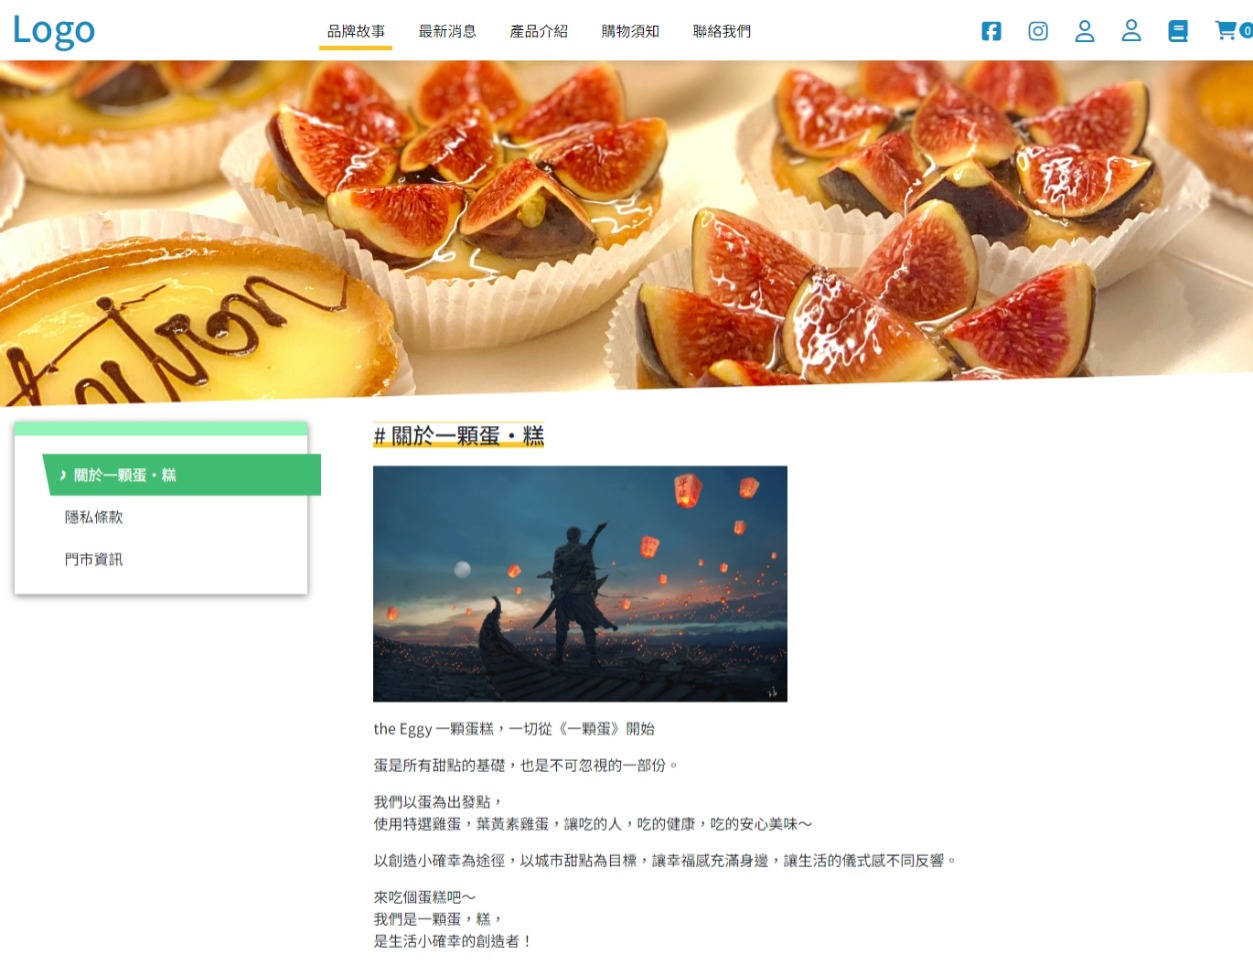 Logo
品牌故事
最新消息
產品介紹
購物須知
聯絡我們
0
關於一顆蛋・糕
隱私條款
門市資訊
# 關於一顆蛋・糕
the Eggy 一顆蛋糕，一切從《一顆蛋》開始
蛋是所有甜點的基礎，也是不可忽視的一部份。
我們以蛋為出發點，
使用特選雞蛋，葉黃素雞蛋，讓吃的人，吃的健康，吃的安心美味～
以創造小確幸為途徑，以城市甜點為目標，讓幸福感充滿身邊，讓生活的儀式感不同反響。
來吃個蛋糕吧～
我們是一顆蛋，糕，
是生活小確幸的創造者！